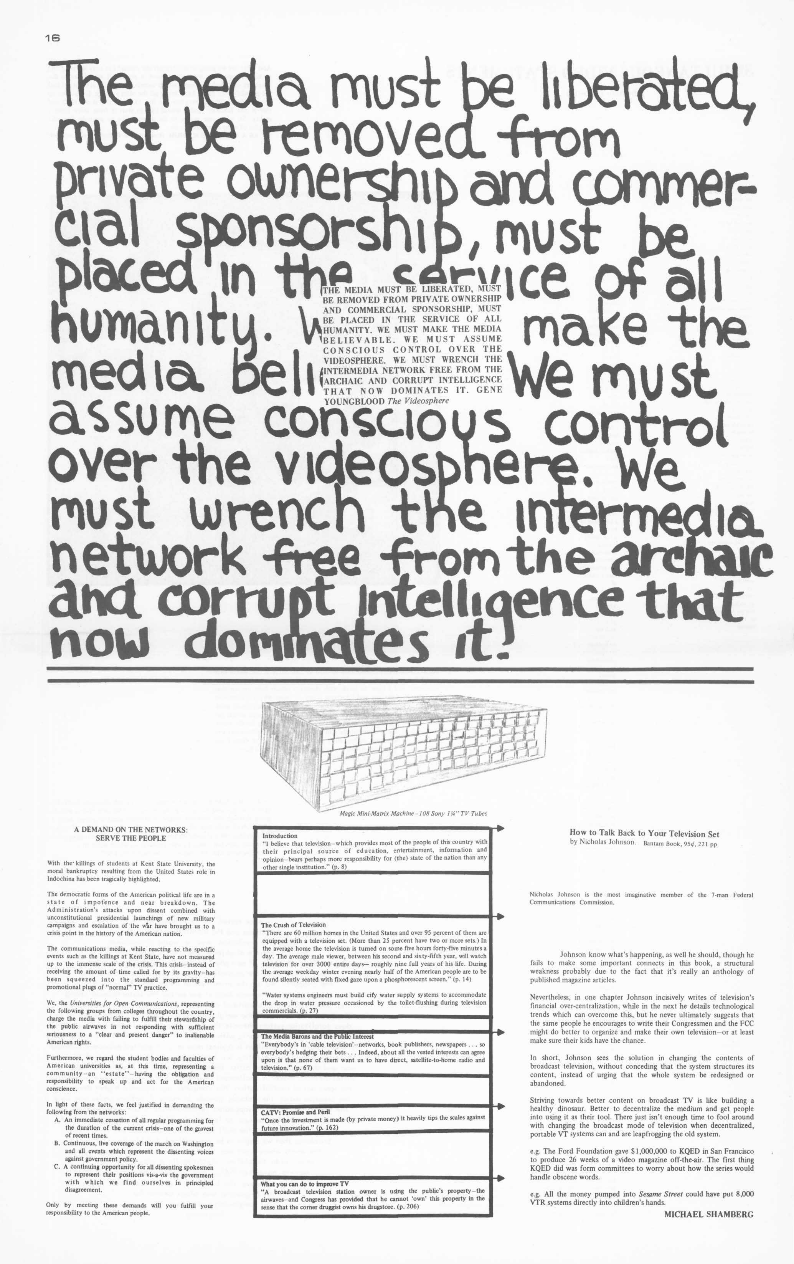 16
The media must be liberated,
must be removed from
private ownership and commer-
cial sponsorship, must be
placed in the service of all
humanity. W make the
media beli We must
assume conscious control
over the videosphere. We
must wrench the intermedia
network free from the archaic
and corrupt intelligence that
now dominates it.
THE MEDIA MUST BE LIBERATED, MUST
BE REMOVED FROM PRIVATE OWNERSHIP
AND COMMERCIAL SPONSORSHIP, MUST
BE PLACED IN THE SERVICE OF ALL
HUMANITY. WE MUST MAKE THE MEDIA
BELIEVABLE. WE MUST ASSUME
CONSCIOUS CONTROL OVER THE
VIDEOSPHERE. WE MUST WRENCH THE
INTERMEDIA NETWORK FREE FROM THE
ARCHAIC AND CORRUPT INTELLIGENCE
THAT NOW DOMINATES IT. GENE
YOUNGBLOOD The Videosphere
Magic Mini-Matrix Machine–108 Sony 1¼" TV Tubes
A DEMAND ON THE NETWORKS:
SERVE THE PEOPLE
With the killings of students at Kent State University, the
moral bankruptcy resulting from the United States role in
Indochina has been tragically highlighted.
The democratic forms of the American political life are in a
state of impotence and near breakdown. The
Administration's attacks upon dissent combined with
unconstitutional presidential launchings of new military
campaigns and escalation of the war have brought us to a
crisis point in the history of the American nation.
The communications media, while reacting to the specific
events such as the killings at Kent State, have not measured
up to the immense scale of the crisis. This crisis–instead of
receiving the amount of time called for by its gravity–has
been squeezed into the standard programming and
promotional plugs of "normal" TV practice.
We, the Universities for Open Communications, representing
the following groups from colleges throughout the country,
charge the media with failing to fulfill their stewardship of
the public airwaves in not responding with sufficient
seriousness to a "clear and present danger" to inalienable
American rights.
Furthermore, we regard the student bodies and faculties of
American universities as, at this time, representing a
community–an "estate"–having the obligation and
responsibility to speak up and act for the American
conscience.
In light of these facts, we feel justified in demanding the
following from the networks:
A. An immediate cessation of all regular programming for
the duration of the current crisis–one of the gravest
of recent times.
B. Continuous, live coverage of the march on Washington
and all events which represent the dissenting voices
against government policy.
C. A continuing opportunity for all dissenting spokesmen
to represent their positions vis-a-vis the government
with which we find ourselves in principled
disagreement.
Only by meeting these demands will you fulfill your
responsibility to the American people.
Introduction
"I believe that television–which provides most of the people of this country with
their principal source of education, entertainment, information and
opinion–bears perhaps more responsibility for (the) state of the nation than any
other single institution." (p. 8)
The Crush of Television
"There are 60 million homes in the United States and over 95 percent of them are
equipped with a television set. (More than 25 percent have two or more sets.) In
the average home the television is turned on some five hours forty-five minutes a
day. The average male viewer, between his second and sixty-fifth year, will watch
television for over 3000 entire days— roughly nine full years of his life. During
the average weekday winter evening nearly half of the American people are to be
found silently seated with fixed gaze upon a phosphorescent screen." (p. 14)
"Water systems engineers must build city water supply systems to accommodate
the drop in water pressure occasioned by the toilet-flushing during television
commercials. (p. 27)
The Media Barons and the Public Interest
"Everybody's in 'cable television'–networks, book publishers, newspapers . . . so
everybody's hedging their bets . . . Indeed, about all the vested interests can agree
upon is that none of them want us to have direct, satellite-to-home radio and
television." (p. 67)
CATV: Promise and Peril
"Once the investment is made (by private money) it heavily tips the scales against
future innovation." (p. 162)
What you can do to improve TV
"A broadcast television station owner is using the public's property–the
airwaves–and Congress has provided that he cannot 'own' this property in the
sense that the corner druggist owns his drugstore. (p. 206)
How to Talk Back to Your Television Set
by Nicholas Johnson Bantam Book, 95¢, 221 pp
Nicholas Johnson is the most imaginative member of the 7-man Federal
Communications Commission.
Johnson know what's happening, as well he should, though he
fails to make some important connects in this book, a structural
weakness probably due to the fact that it's really an anthology of
published magazine articles.
Nevertheless, in one chapter Johnson incisively writes of television's
financial over-centralization, while in the next he details technological
trends which can overcome this, but he never ultimately suggests that
the same people he encourages to write their Congressmen and the FCC
might do better to organize and make their own television–or at least
make sure their kids have the chance.
In short, Johnson sees the solution in changing the contents of
broadcast television, without conceding that the system structures its
content, instead of urging that the whole system he redesigned or
abandoned.
Striving towards better content on broadcast TV is like building a
healthy dinosaur. Better to decentralize the medium and get people
into using it as their tool. There just isn't enough time to fool around
with changing the broadcast mode of television when decentralized,
portable VT systems can and are leapfrogging the old system.
e.g. The Ford Foundation gave $1,000,000 to KQED in San Francisco
to produce 26 weeks of a video magazine off-the-air. The first thing
KQED did was form committees to worry about how the series would
handle obscene words.
e.g. All the money pumped into Sesame Street could have put 8,000
VTR systems directly into children's hands.
MICHAEL SHAMBERG